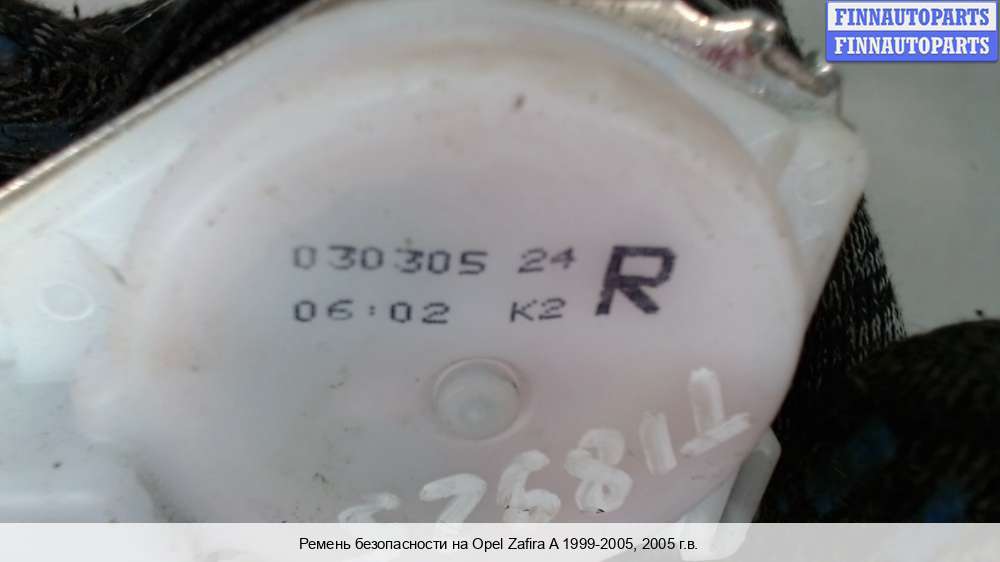 FINNAUTOPARTS
FINNAUTOPARTS
030305 24 R
06:02 K2
Ремень безопасности на Opel Zafira A 1999-2005, 2005 г.в.